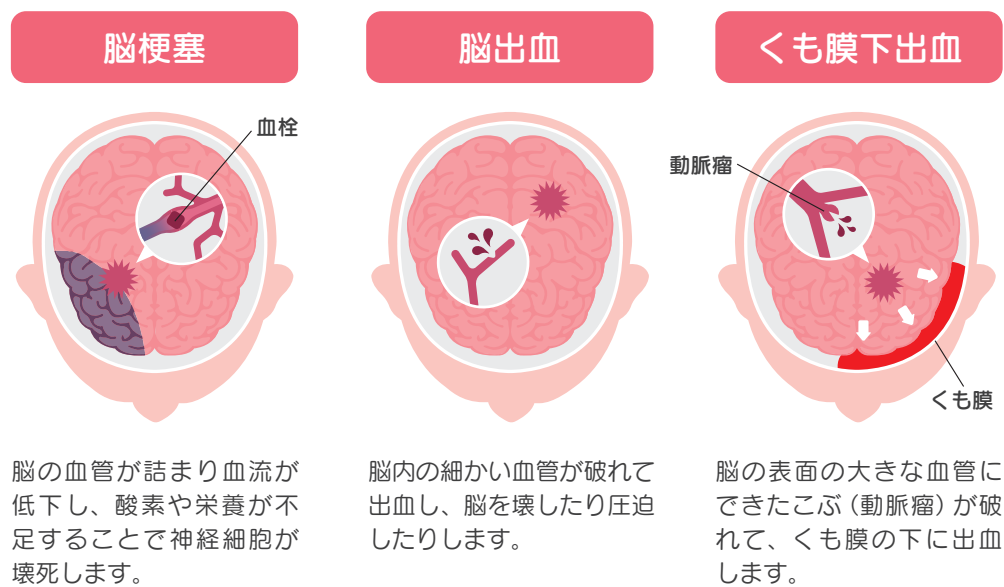 脳梗塞
血栓
脳の血管が詰まり血流が
低下し、酸素や栄養が不
足することで神経細胞が
壊死します。
脳出血
脳内の細かい血管が破れて
出血し、脳を壊したり圧迫
したりします。
くも膜下出血
動脈瘤
くも膜
脳の表面の大きな血管に
できたこぶ（動脈瘤）が破
れて、くも膜の下に出血
します。